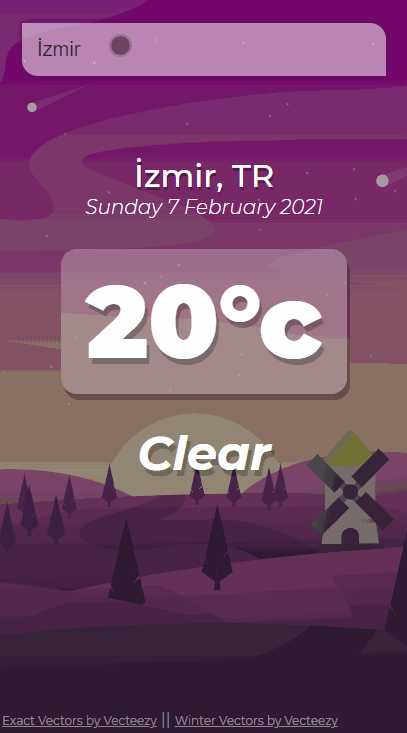 İzmir
İzmir, TR
Sunday 7 February 2021
20°c
Clear
Exact Vectors by Vecteezy || Winter Vectors by Vecteezy